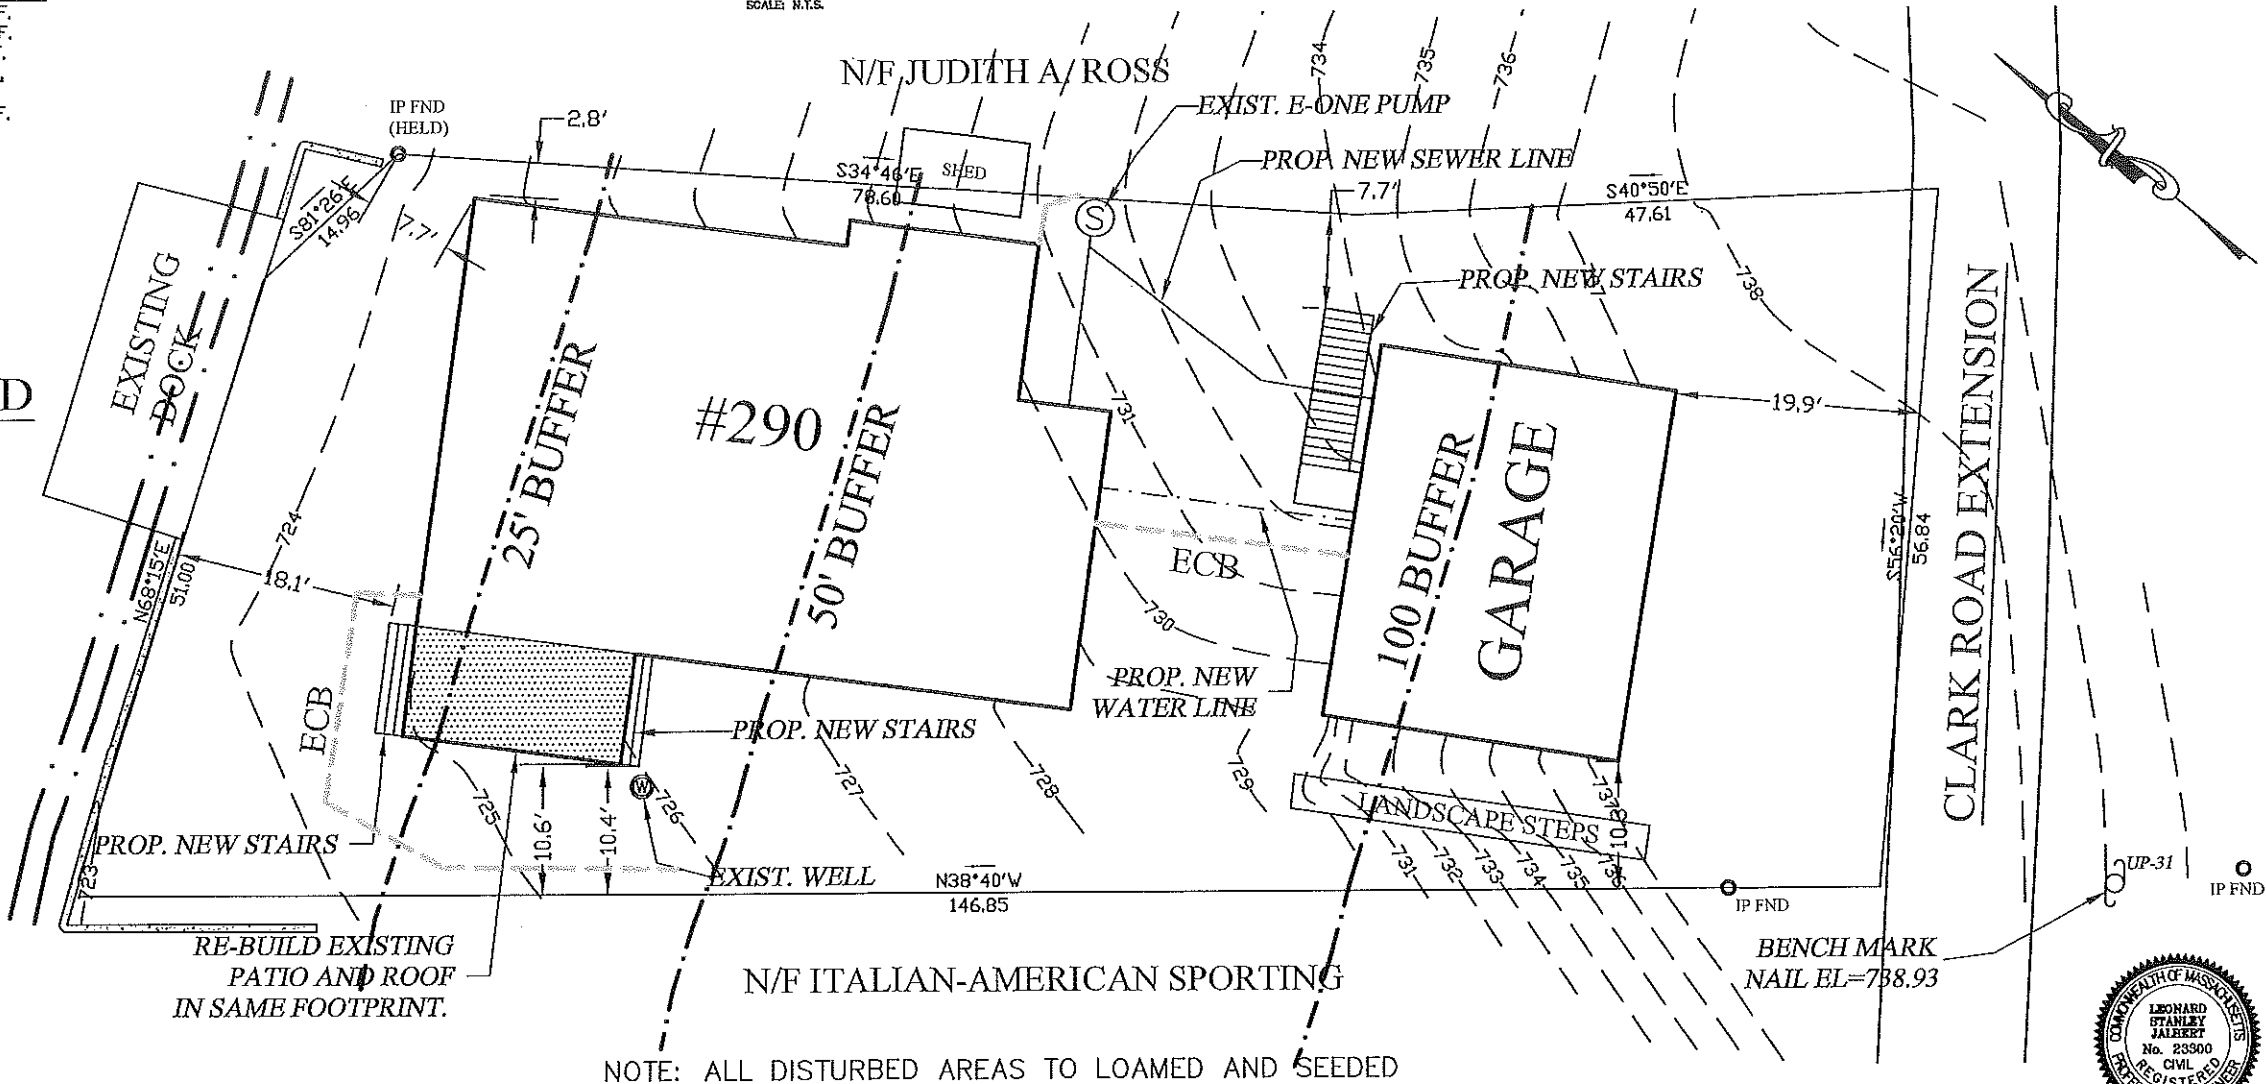 SCALE: N.T.S.
N/F JUDITH A. ROSS
IP FND
(HELD)
2.8'
734
735
736
EXIST. E-ONE PUMP
PROP. NEW SEWER LINE
SHED
S34°46'E
78.60
S
7.7'
S40°50'E
47.61
S81°26'E
14.96
7.7'
PROP. NEW STAIRS
738
EXISTING
DOCK
D
#290
25' BUFFER
50' BUFFER
731
100 BUFFER
GARAGE
19.9'
CLARK ROAD EXTENSION
S56°20'W
56.84
724
N68°15'E
51.00
18.1'
ECB
ECB
730
PROP. NEW
WATER LINE
PROP. NEW STAIRS
725
726
727
728
729
737
10.8'
LANDSCAPE STEPS
W
10.6'
10.4'
PROP. NEW STAIRS
723
EXIST. WELL
N38°40'W
146.85
731
732
733
734
735
736
IP FND
UP-31
IP FND
RE-BUILD EXISTING
PATIO AND ROOF
IN SAME FOOTPRINT.
N/F ITALIAN-AMERICAN SPORTING
BENCH MARK
NAIL EL=738.93
COMMONWEALTH OF MASSACHUSETTS
LEONARD
STANLEY
JALBERT
No. 23300
CIVIL
REGISTERED
NOTE: ALL DISTURBED AREAS TO LOAMED AND SEEDED